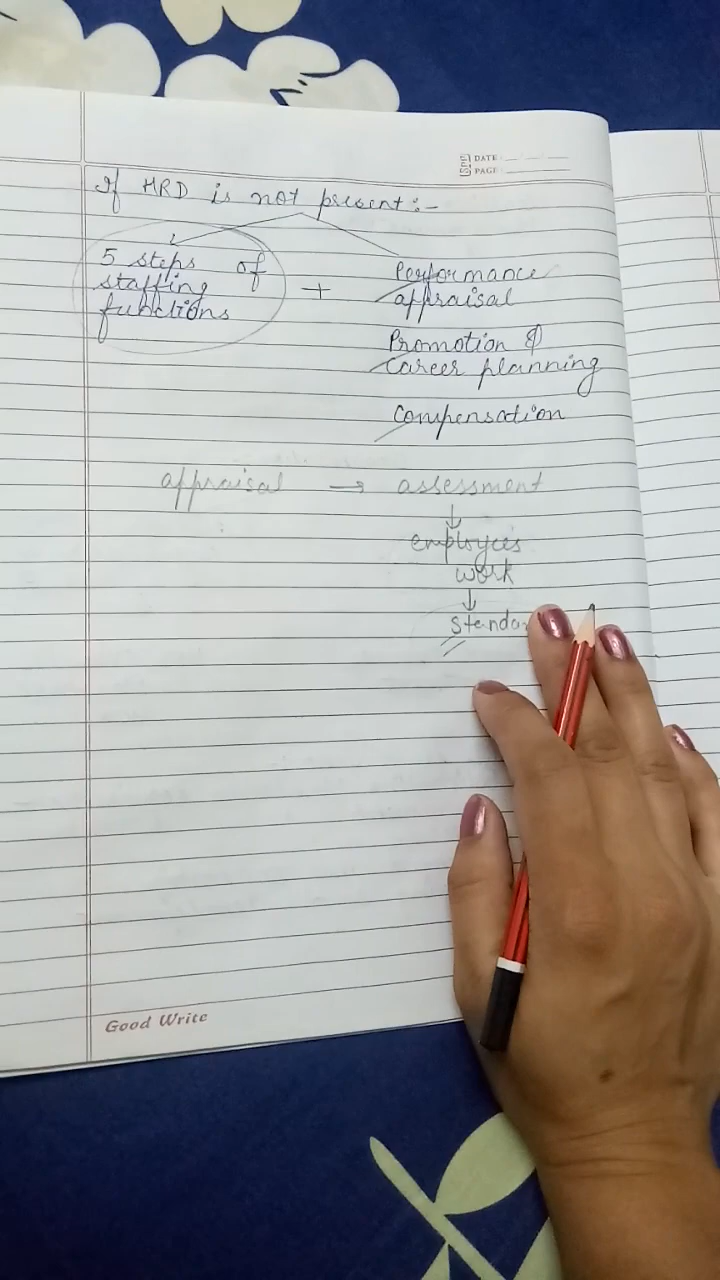 DATE:
PAGE:
If HRD is not present:-
5 steps of
staffing
functions
+
Performance
appraisal
Promotion &
career planning
Compensation
appraisal → assessment
↓
employees
work
↓
Standar
Good Write